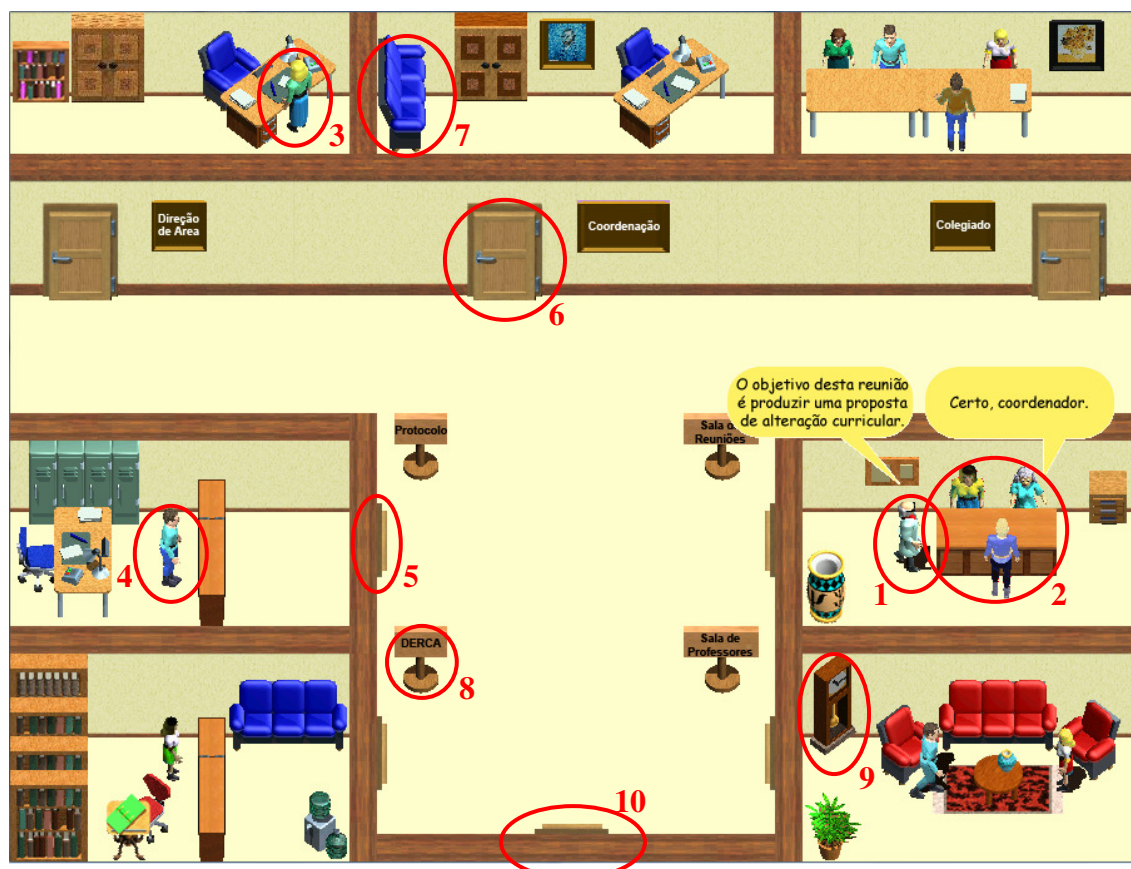 3
7
Direção
de Area
Coordenação
Colegiado
6
O objetivo desta reunião
é produzir uma proposta
de alteração curricular.
Certo, coordenador.
Protocolo
Sala
Reuniões
4
5
1
2
DERCA
8
Sala de
Professores
9
10